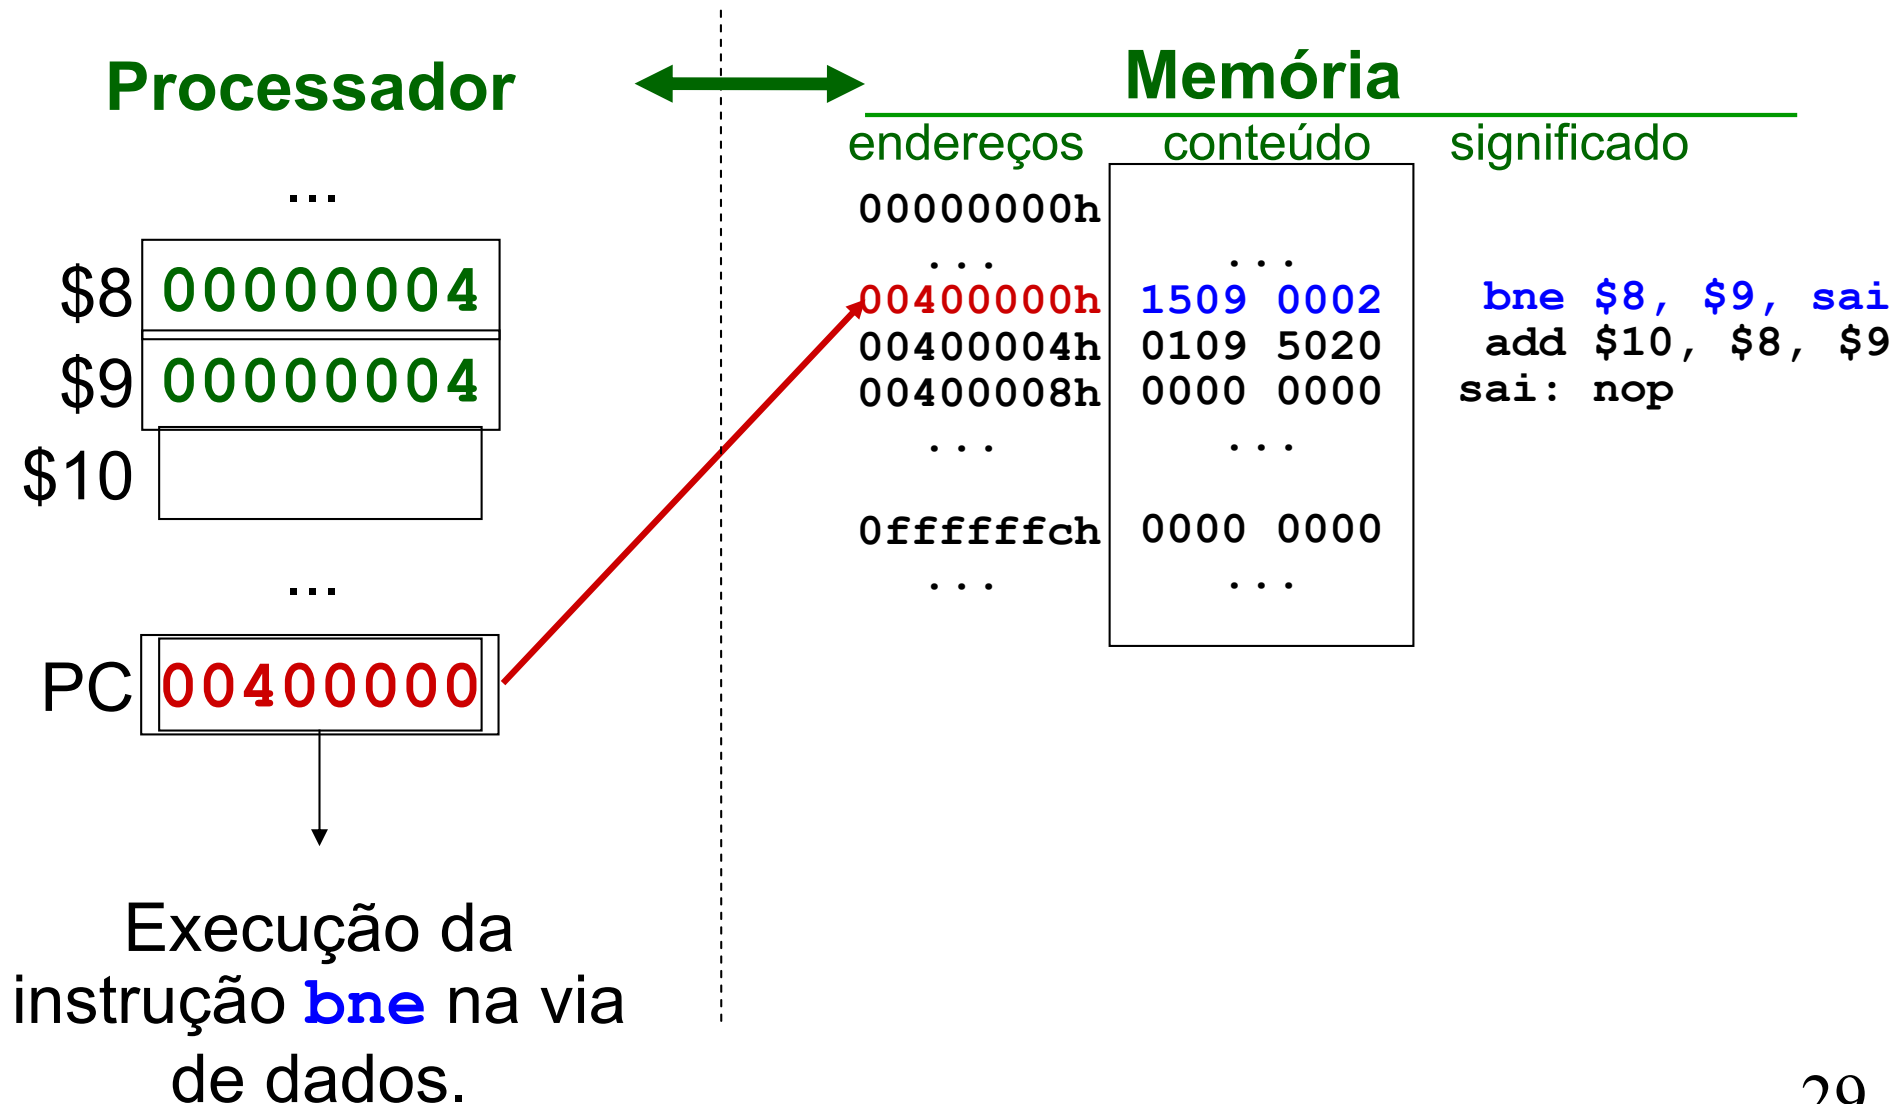 Processador
Memória
endereços conteúdo significado
...
00000000h
$8 00000004
... ...
00400000h 1509 0002 bne $8, $9, sai
00400004h 0109 5020 add $10, $8, $9
$9 00000004
00400008h 0000 0000 sai: nop
... ...
$10
0ffffffch 0000 0000
...
... ...
PC 00400000
Execução da
instrução bne na via
de dados.
29